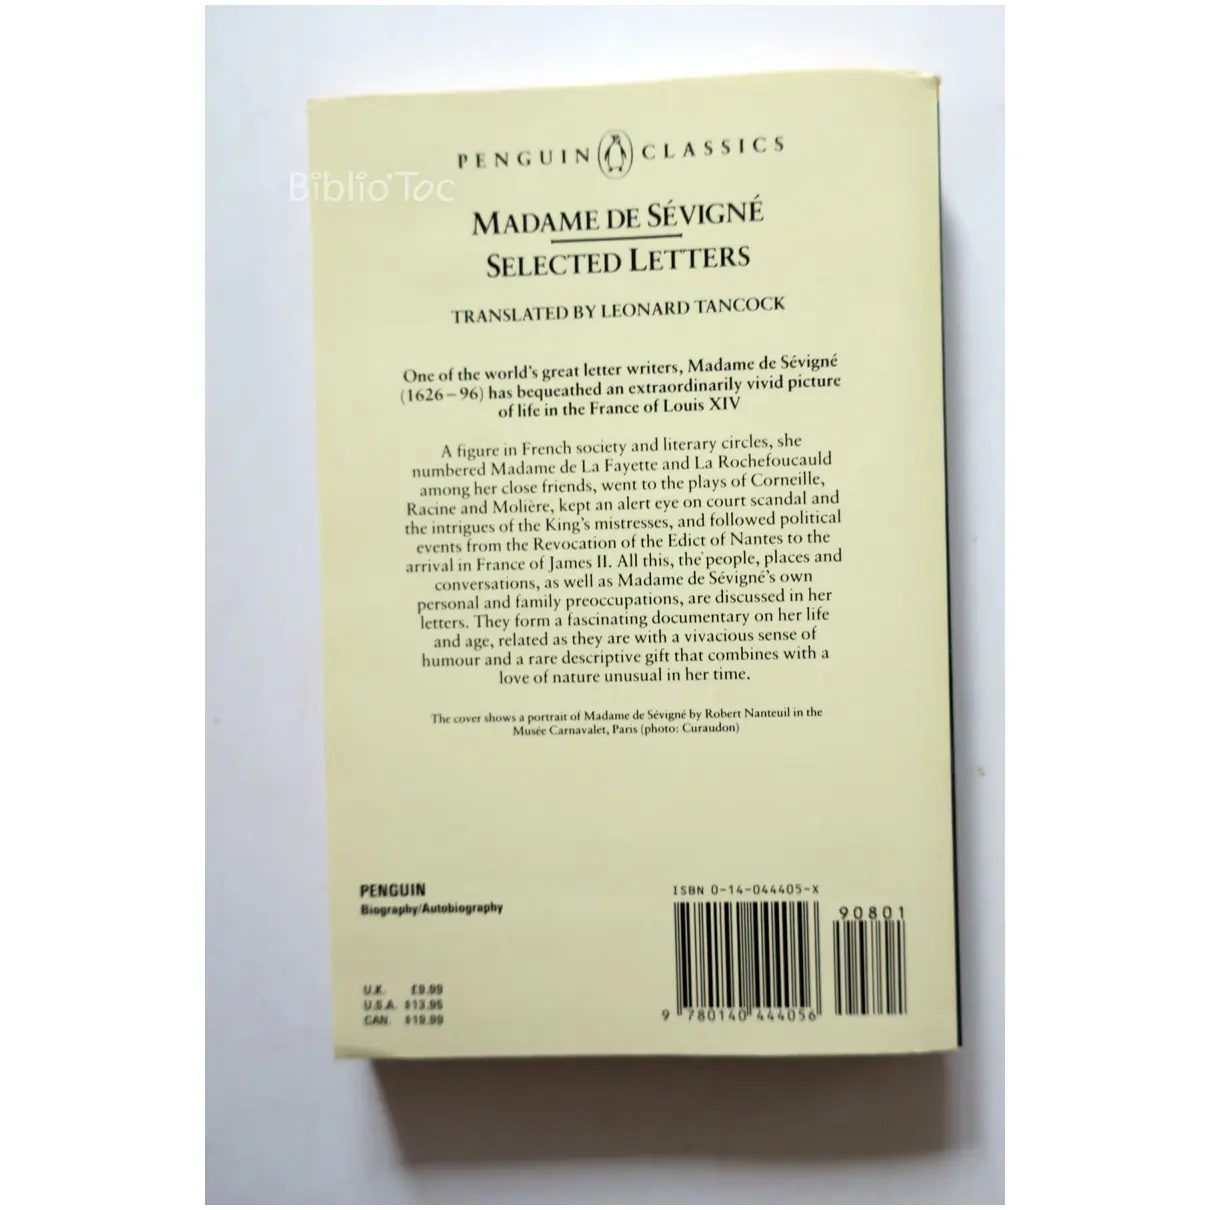 PENGUIN CLASSICS
Biblio'Toc
MADAME DE SÉVIGNÉ
SELECTED LETTERS
TRANSLATED BY LEONARD TANCOCK
One of the world's great letter writers, Madame de Sévigné
(1626–96) has bequeathed an extraordinarily vivid picture
of life in the France of Louis XIV
A figure in French society and literary circles, she
numbered Madame de La Fayette and La Rochefoucauld
among her close friends, went to the plays of Corneille,
Racine and Molière, kept an alert eye on court scandal and
the intrigues of the King's mistresses, and followed political
events from the Revocation of the Edict of Nantes to the
arrival in France of James II. All this, the people, places and
conversations, as well as Madame de Sévigné's own
personal and family preoccupations, are discussed in her
letters. They form a fascinating documentary on her life
and age, related as they are with a vivacious sense of
humour and a rare descriptive gift that combines with a
love of nature unusual in her time.
The cover shows a portrait of Madame de Sévigné by Robert Nanteuil in the
Musée Carnavalet, Paris (photo: Curaudon)
PENGUIN
Biography/Autobiography
U.K. £9.99
U.S.A. $13.95
CAN. $19.99
ISBN 0-14-044405-X
90801
9 780140 444056